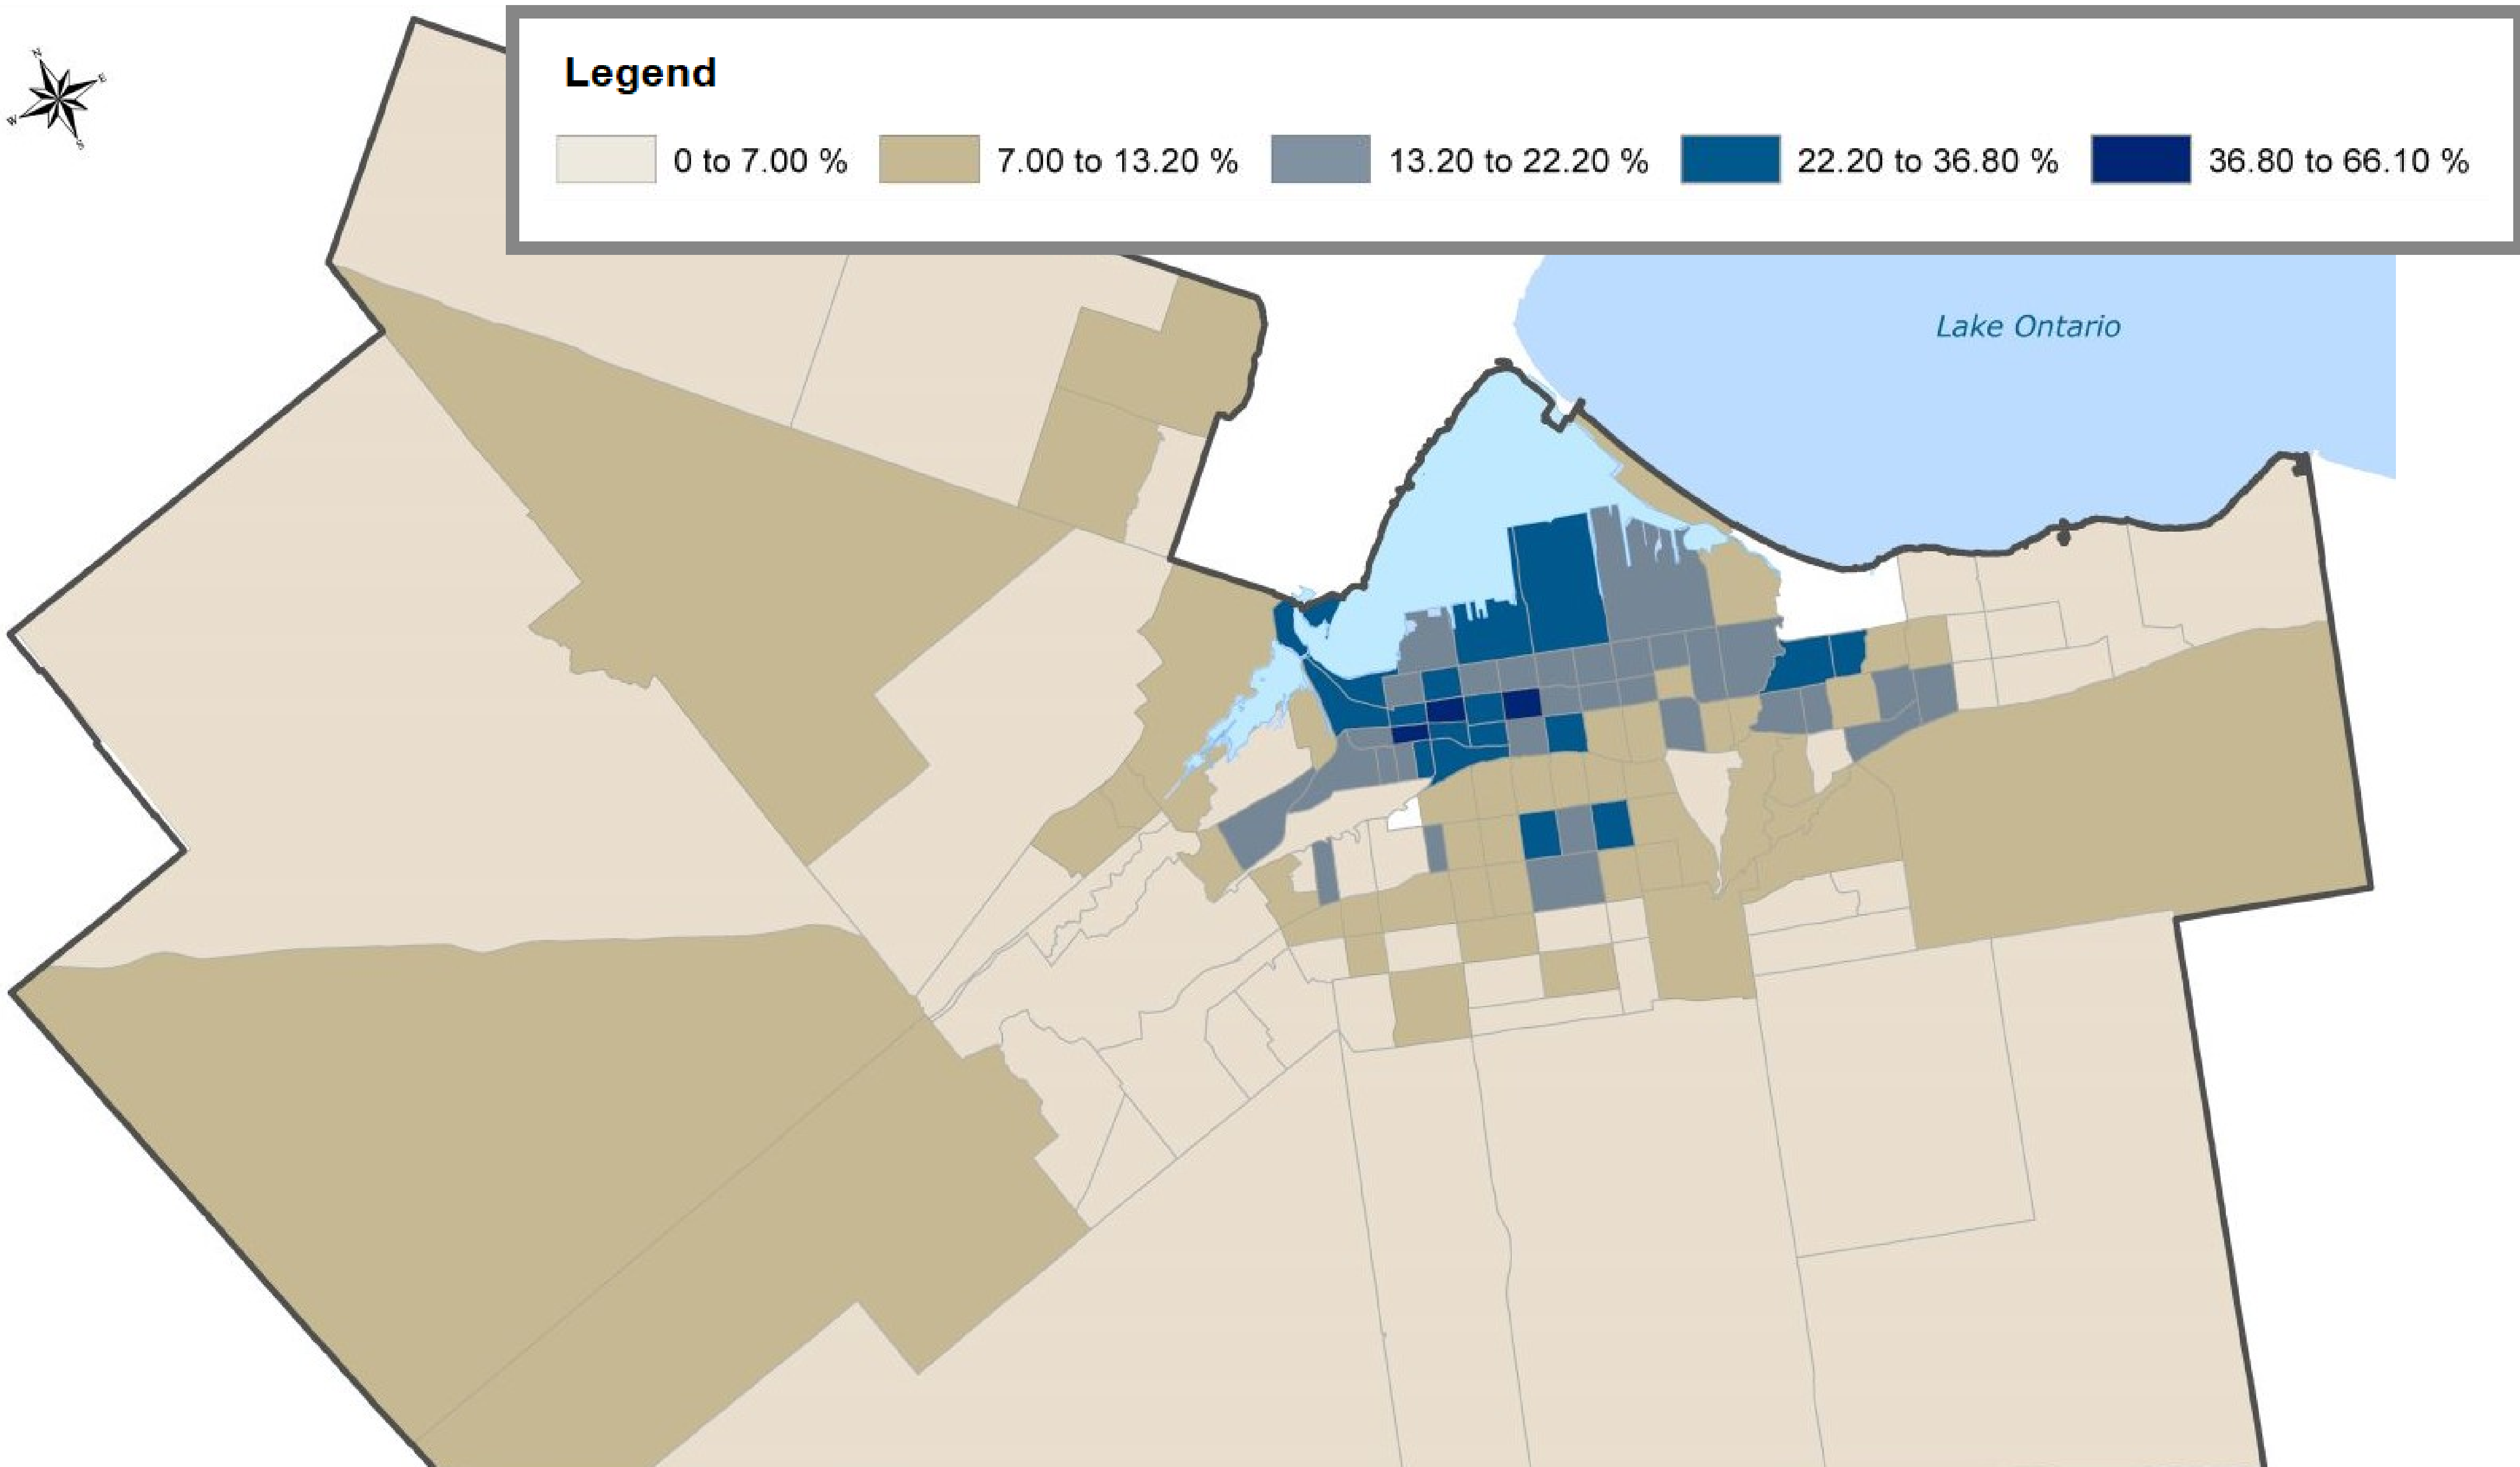 Legend
0 to 7.00 %
7.00 to 13.20 %
13.20 to 22.20 %
22.20 to 36.80 %
36.80 to 66.10 %
N
E
W
S
Lake Ontario